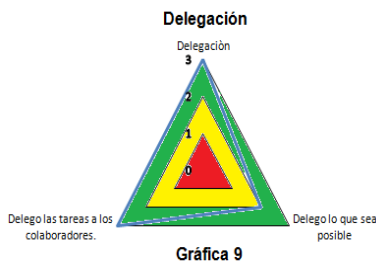 Delegación
Delegaciòn
3
2
1
0
Delego las tareas a los
colaboradores.
Delego lo que sea
posible
Gráfica 9